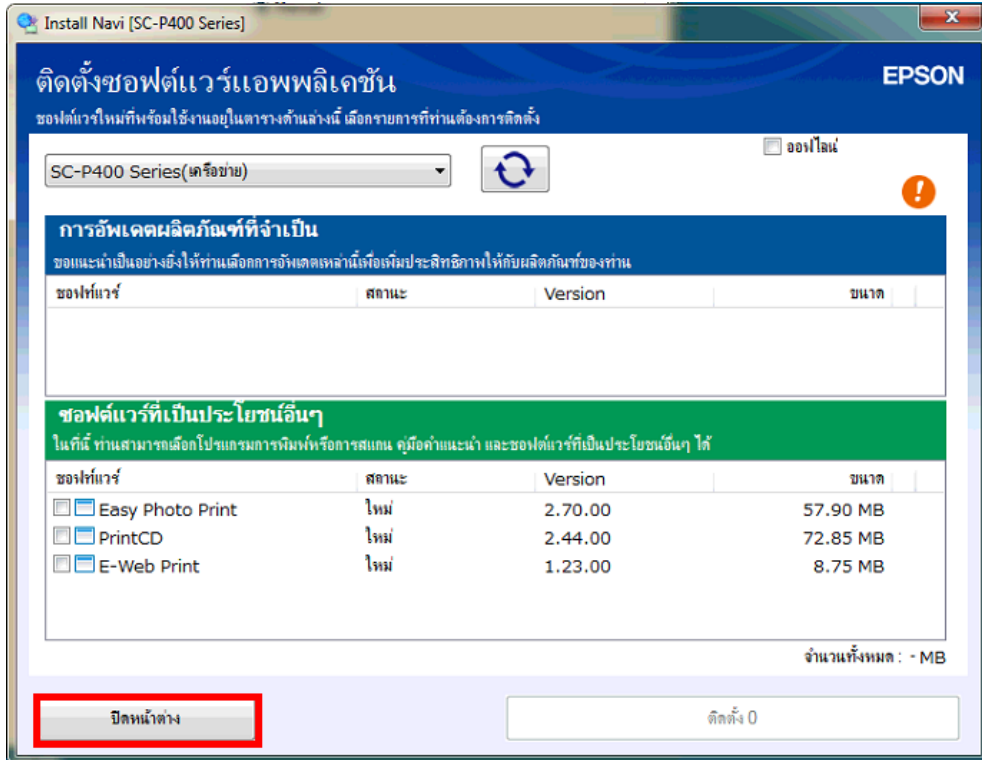 Install Navi [SC-P400 Series]
ติดตั้งซอฟต์แวร์แอพพลิเคชัน
EPSON
ซอฟต์แวร์ใหม่ที่พร้อมใช้งานอยู่ในตารางด้านล่างนี้ เลือกรายการที่ท่านต้องการติดตั้ง
ออฟไลน์
SC-P400 Series(เครือข่าย)
การอัพเดตผลิตภัณฑ์ที่จำเป็น
ขอแนะนำเป็นอย่างยิ่งให้ท่านเลือกการอัพเดตเหล่านี้เพื่อเพิ่มประสิทธิภาพให้กับผลิตภัณฑ์ของท่าน
ซอฟท์แวร์ สถานะ Version ขนาด
ซอฟต์แวร์ที่เป็นประโยชน์อื่นๆ
ในที่นี้ ท่านสามารถเลือกโปรแกรมการพิมพ์หรือการสแกน คู่มือคำแนะนำ และซอฟต์แวร์ที่เป็นประโยชน์อื่นๆ ได้
ซอฟท์แวร์ สถานะ Version ขนาด
Easy Photo Print ใหม่ 2.70.00 57.90 MB
PrintCD ใหม่ 2.44.00 72.85 MB
E-Web Print ใหม่ 1.23.00 8.75 MB
จำนวนทั้งหมด : - MB
ปิดหน้าต่าง ติดตั้ง 0